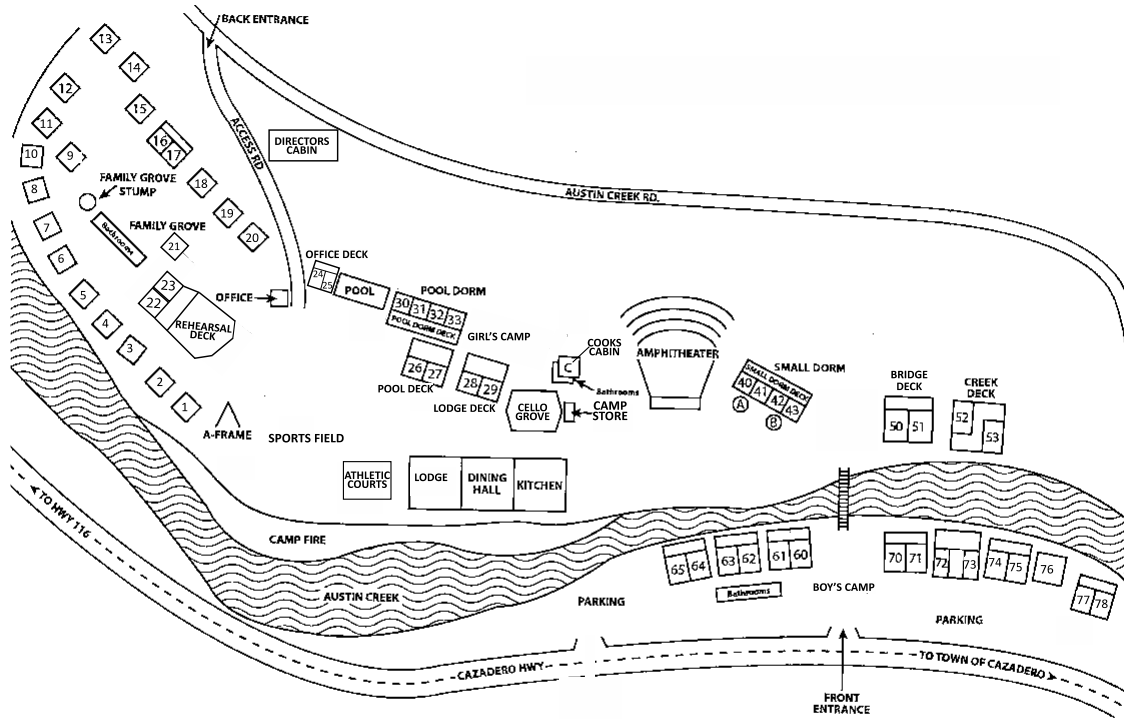 BACK ENTRANCE
13
14
12
15
11
16
17
10
9
18
8
19
7
20
6
21
5
23
22
4
3
2
1
ACCESS RD
DIRECTORS
CABIN
AUSTIN CREEK RD.
FAMILY GROVE
STUMP
Bathrooms
FAMILY GROVE
REHEARSAL
DECK
OFFICE
OFFICE DECK
24
25
POOL
POOL DORM
30 31 32 33
POOL DORM DECK
GIRL'S CAMP
26 27
POOL DECK
28 29
LODGE DECK
COOKS
CABIN
C
Bathrooms
CELLO
GROVE
CAMP
STORE
AMPHITHEATER
SMALL DORM
SMALL DORM DECK
40 41 42 43
A
B
BRIDGE
DECK
50 51
CREEK
DECK
52
53
A-FRAME
SPORTS FIELD
ATHLETIC
COURTS
LODGE
DINING
HALL
KITCHEN
TO HWY 116
CAMP FIRE
AUSTIN CREEK
PARKING
65 64
63 62
61 60
Bathrooms
BOY'S CAMP
70 71
72 73
74 75
76
77 78
PARKING
CAZADERO HWY
TO TOWN OF CAZADERO
FRONT
ENTRANCE